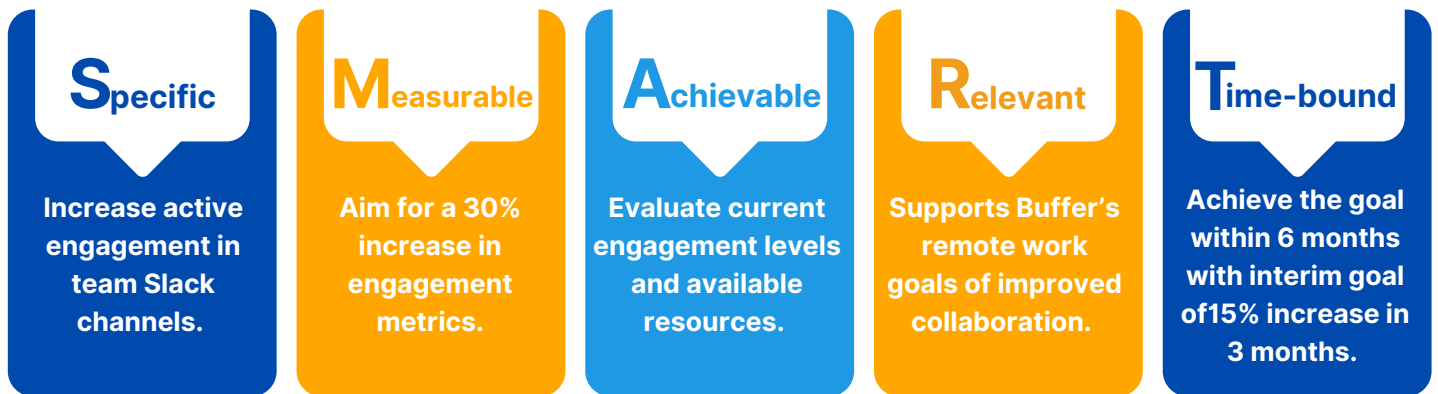 Specific
Increase active
engagement in
team Slack
channels.
Measurable
Aim for a 30%
increase in
engagement
metrics.
Achievable
Evaluate current
engagement levels
and available
resources.
Relevant
Supports Buffer’s
remote work
goals of improved
collaboration.
Time-bound
Achieve the goal
within 6 months
with interim goal
of15% increase in
3 months.